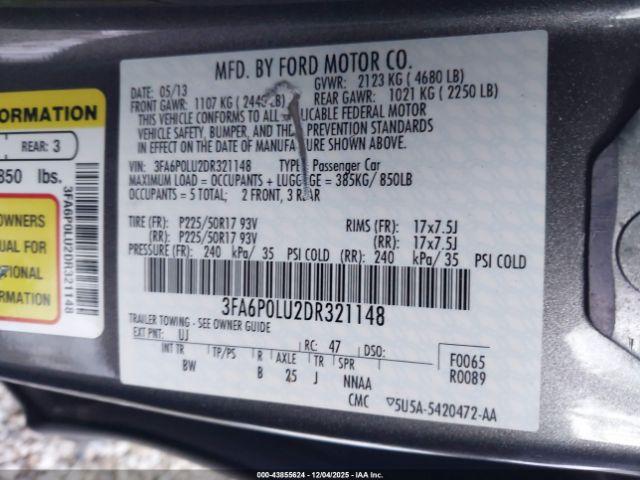 MFD. BY FORD MOTOR CO.
DATE: 05/13 GVWR: 2123 KG ( 4680 LB)
FRONT GAWR: 1107 KG ( 2440 LB) REAR GAWR: 1021 KG ( 2250 LB)
THIS VEHICLE CONFORMS TO ALL APPLICABLE FEDERAL MOTOR
VEHICLE SAFETY, BUMPER, AND THEFT PREVENTION STANDARDS
IN EFFECT ON THE DATE OF MANUFACTURE SHOWN ABOVE.
VIN: 3FA6P0LU2DR321148 TYPE: Passenger Car
MAXIMUM LOAD = OCCUPANTS + LUGGAGE = 385KG/ 850LB
OCCUPANTS = 5 TOTAL; 2 FRONT, 3 REAR
TIRE (FR): P225/50R17 93V RIMS (FR): 17x7.5J
(RR): P225/50R17 93V (RR): 17x7.5J
PRESSURE (FR): 240 kPa/ 35 PSI COLD (RR): 240 kPa/ 35 PSI COLD
3FA6P0LU2DR321148
TRAILER TOWING - SEE OWNER GUIDE
EXT PNT: UJ RC: 47 DSO: F0065
INT TR TP/PS R AXLE TR SPR R0089
BW B 25 J NNAA
CMC 5U5A-5420472-AA
FORMATION
REAR: 3
850 lbs.
OWNERS
UAL FOR
TIONAL
RMATION
3FA6P0LU2DR321148
000-43855624 - 12/04/2025 - IAA Inc.